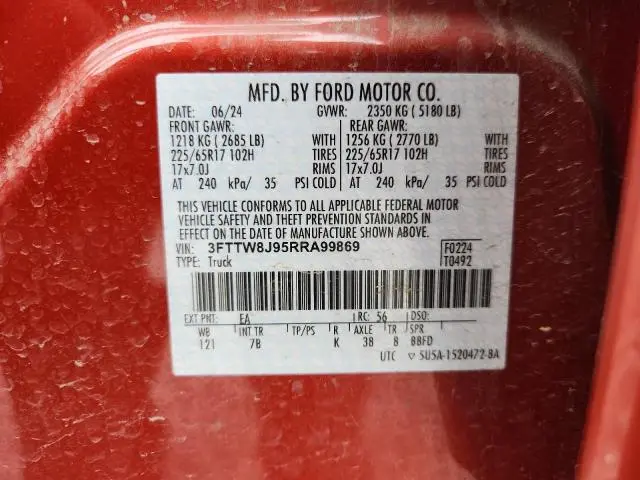 MFD. BY FORD MOTOR CO.
DATE: 06/24 GVWR: 2350 KG ( 5180 LB)
FRONT GAWR: REAR GAWR:
1218 KG ( 2685 LB) WITH 1256 KG ( 2770 LB) WITH
225/65R17 102H TIRES 225/65R17 102H TIRES
17x7.0J RIMS 17x7.0J RIMS
AT 240 kPa/ 35 PSI COLD AT 240 kPa/ 35 PSI COLD
THIS VEHICLE CONFORMS TO ALL APPLICABLE FEDERAL MOTOR
VEHICLE SAFETY AND THEFT PREVENTION STANDARDS IN
EFFECT ON THE DATE OF MANUFACTURE SHOWN ABOVE.
VIN: 3FTTW8J95RRA99869 F0224
TYPE: Truck T0492
EXT PNT: EA RC: 56 DSO:
WB INT TR TP/PS R AXLE TR SPR
121 7B K 38 8 BBFD
UTC ▽ SU5A-1520472-BA